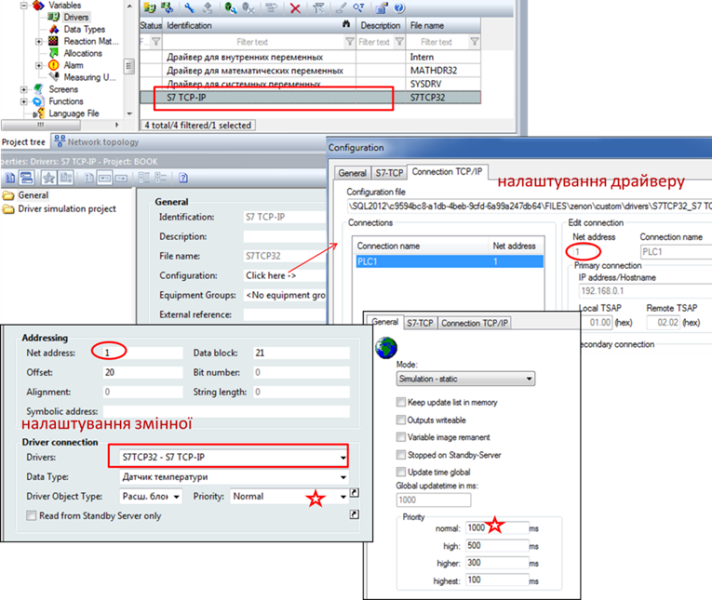 Variables
Drivers
Data Types
Reaction Mat...
Allocations
Alarm
Measuring U...
Screens
Functions
Language File
Status Identification Description File name
F... Filter text Filter text Filter text
Драйвер для внутренних переменных Intern
Драйвер для математических переменных MATHDR32
Драйвер для системных переменных SYSDRV
S7 TCP-IP S7TCP32
4 total/4 filtered/1 selected
Project tree Network topology
perties: Drivers: S7 TCP-IP - Project: BOOK
General
Driver simulation project
General
Identification: S7 TCP-IP
Description:
File name: S7TCP32
Configuration: Click here ->
Equipment Groups: <No equipment gro
External reference:
Configuration
General S7-TCP Connection TCP/IP
налаштування драйверу
Configuration file
\SQL2012\c9594bc8-a1db-4beb-9cfd-6a99a247db64\FILES\zenon\custom\drivers\S7TCP32_S7 TC
Connections
Connection name Net address
PLC1 1
Edit connection
Net address Connection name
1 PLC1
Primary connection
IP address/Hostname
192.168.0.1
Local TSAP Remote TSAP
01.00 (hex) 02.02 (hex)
Secondary connection
Addressing
Net address: 1 Data block: 21
Offset: 20 Bit number: 0
Alignment: 0 String length: 0
Symbolic address:
налаштування змінної
Driver connection
Drivers: S7TCP32 - S7 TCP-IP
Data Type: Датчик температури
Driver Object Type: Расш. бло Priority: Normal
Read from Standby Server only
General S7-TCP Connection TCP/IP
Mode:
Simulation - static
Keep update list in memory
Outputs writeable
Variable image remanent
Stopped on Standby-Server
Update time global
Global updatetime in ms:
1000
Priority
normal: 1000 ms
high: 500 ms
higher: 300 ms
highest: 100 ms